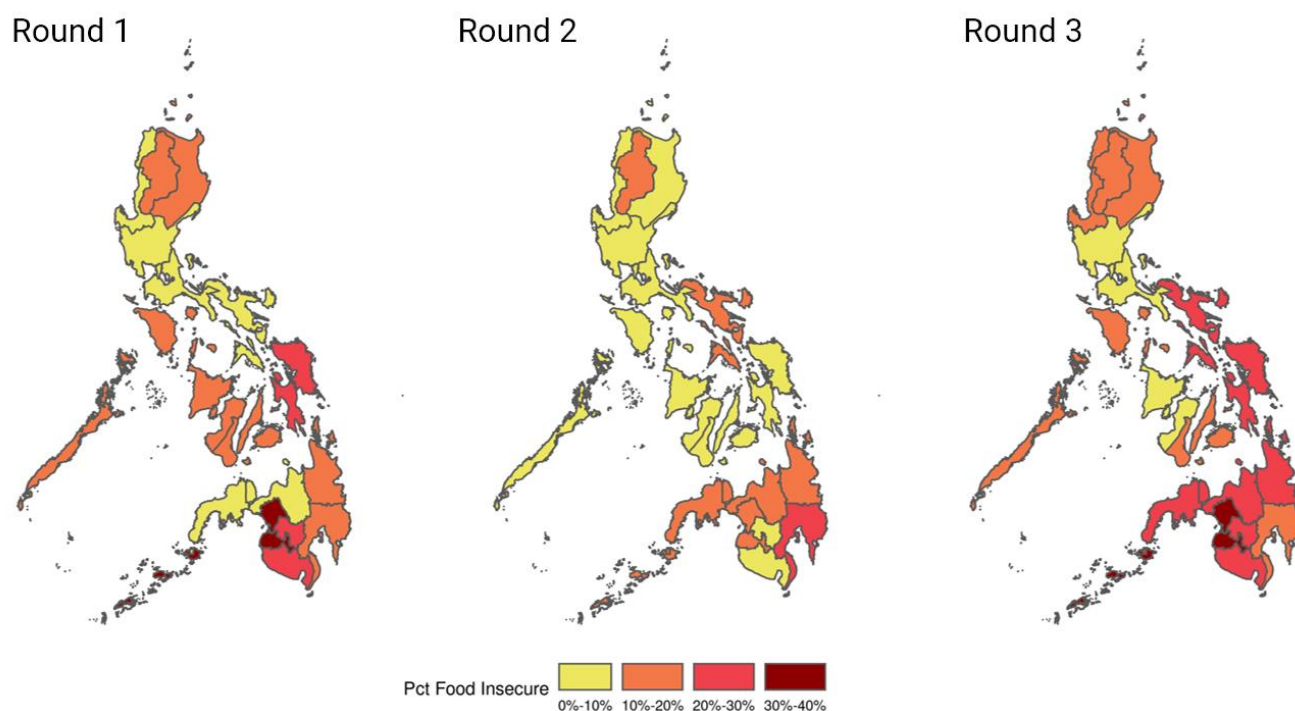 Round 1
Round 2
Round 3
Pct Food Insecure
0%-10%
10%-20%
20%-30%
30%-40%